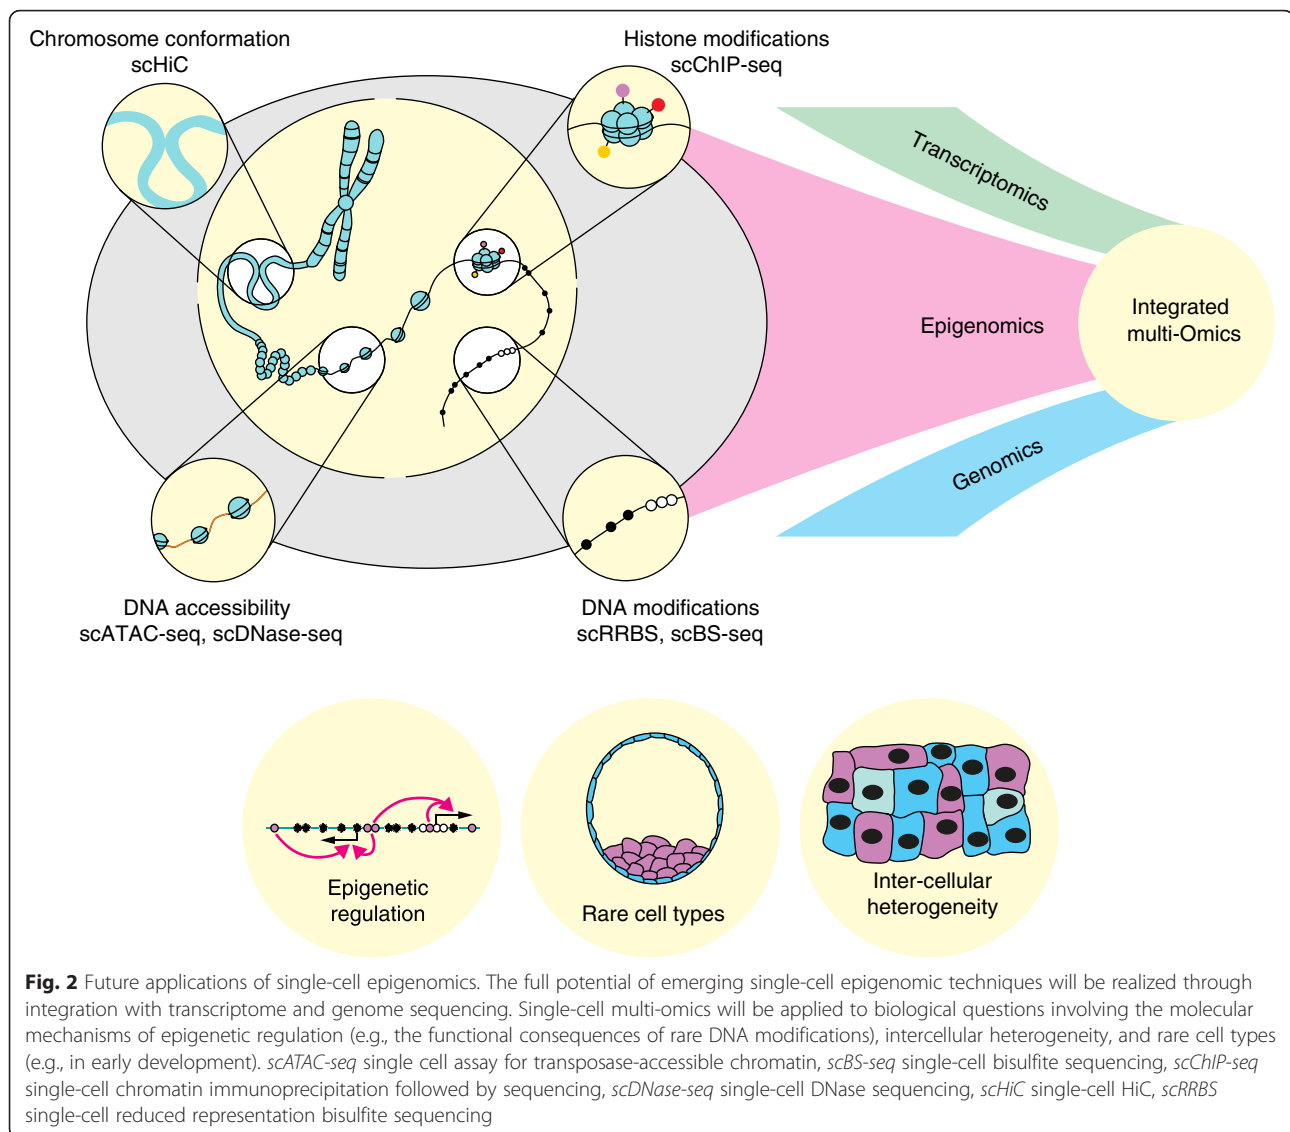 Chromosome conformation
scHiC
Histone modifications
scChIP-seq
Transcriptomics
Epigenomics
Integrated
multi-Omics
Genomics
DNA accessibility
scATAC-seq, scDNase-seq
DNA modifications
scRRBS, scBS-seq
Epigenetic
regulation
Rare cell types
Inter-cellular
heterogeneity
Fig. 2 Future applications of single-cell epigenomics. The full potential of emerging single-cell epigenomic techniques will be realized through
integration with transcriptome and genome sequencing. Single-cell multi-omics will be applied to biological questions involving the molecular
mechanisms of epigenetic regulation (e.g., the functional consequences of rare DNA modifications), intercellular heterogeneity, and rare cell types
(e.g., in early development). scATAC-seq single cell assay for transposase-accessible chromatin, scBS-seq single-cell bisulfite sequencing, scChIP-seq
single-cell chromatin immunoprecipitation followed by sequencing, scDNase-seq single-cell DNase sequencing, scHiC single-cell HiC, scRRBS
single-cell reduced representation bisulfite sequencing